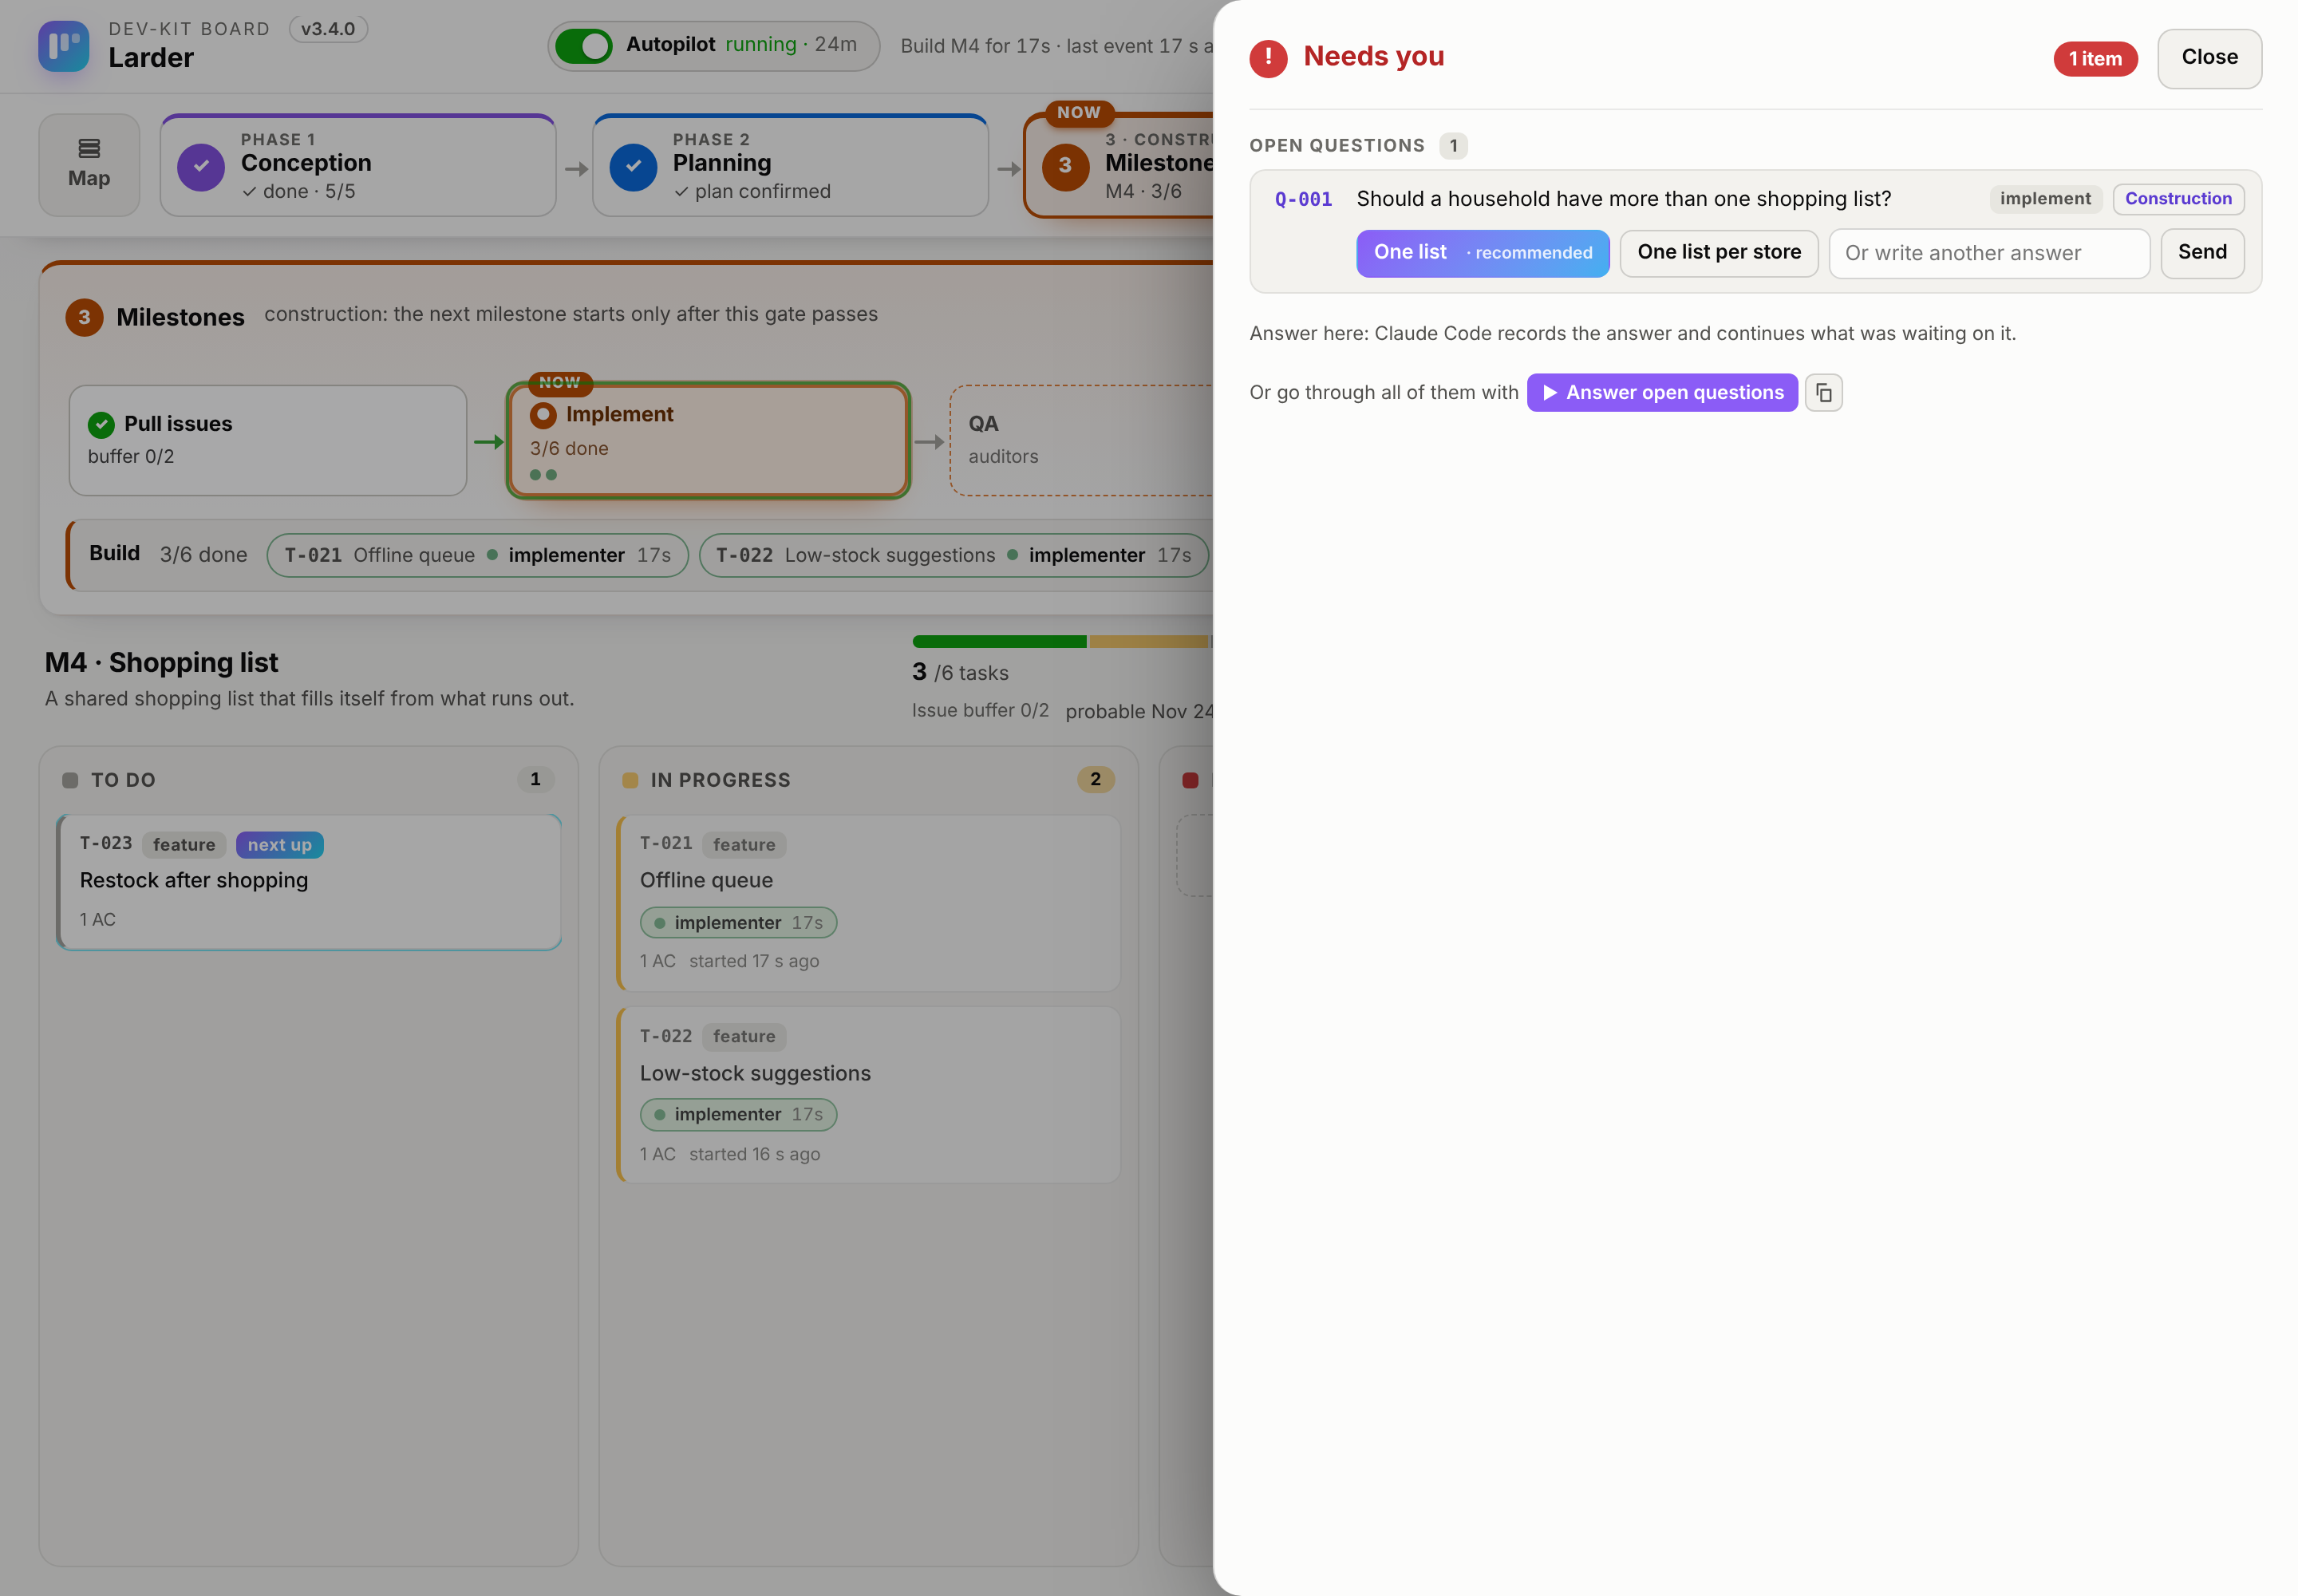 DEV-KIT BOARD v3.4.0
Larder
Autopilot running · 24m
Build M4 for 17s · last event 17 s a
Map
PHASE 1
Conception
✓ done · 5/5
PHASE 2
Planning
✓ plan confirmed
NOW
3
3 · CONSTR
Milestone
M4 · 3/6
3 Milestones construction: the next milestone starts only after this gate passes
Pull issues
buffer 0/2
NOW
Implement
3/6 done
QA
auditors
Build 3/6 done T-021 Offline queue implementer 17s T-022 Low-stock suggestions implementer 17s
M4 · Shopping list
A shared shopping list that fills itself from what runs out.
3 /6 tasks
Issue buffer 0/2 probable Nov 24
TO DO 1
T-023 feature next up
Restock after shopping
1 AC
IN PROGRESS 2
T-021 feature
Offline queue
implementer 17s
1 AC started 17 s ago
T-022 feature
Low-stock suggestions
implementer 17s
1 AC started 16 s ago
! Needs you 1 item Close
OPEN QUESTIONS 1
Q-001 Should a household have more than one shopping list? implement Construction
One list · recommended One list per store Or write another answer Send
Answer here: Claude Code records the answer and continues what was waiting on it.
Or go through all of them with Answer open questions